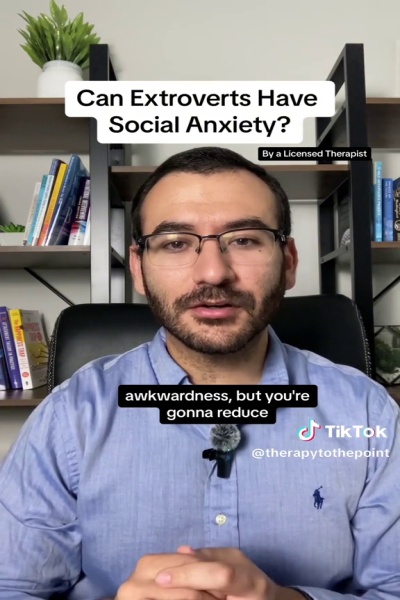 Can Extroverts Have
Social Anxiety?
By a Licensed Therapist
awkwardness, but you're
gonna reduce
TikTok
@therapytothepoint